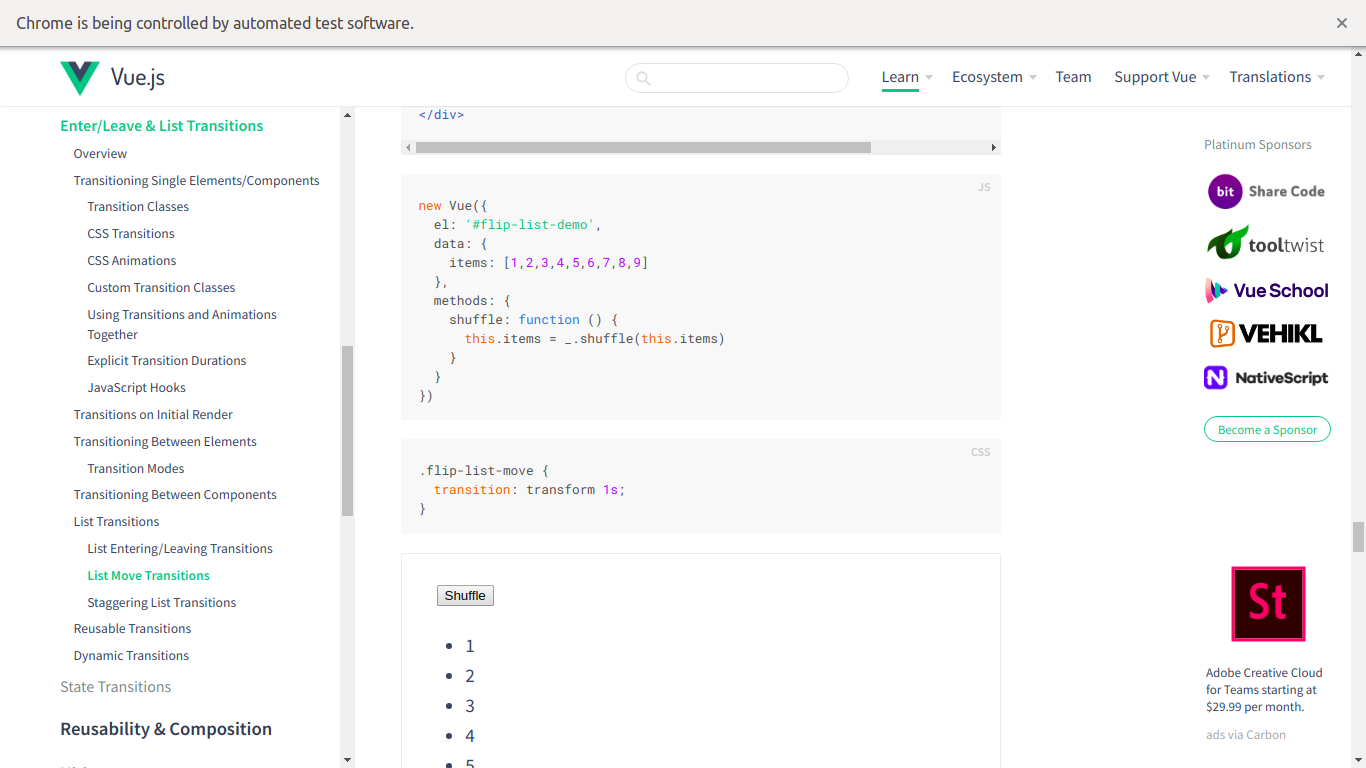 Chrome is being controlled by automated test software.
Vue.js
Learn
Ecosystem
Team
Support Vue
Translations
Enter/Leave & List Transitions
Overview
Transitioning Single Elements/Components
Transition Classes
CSS Transitions
CSS Animations
Custom Transition Classes
Using Transitions and Animations
Together
Explicit Transition Durations
JavaScript Hooks
Transitions on Initial Render
Transitioning Between Elements
Transition Modes
Transitioning Between Components
List Transitions
List Entering/Leaving Transitions
List Move Transitions
Staggering List Transitions
Reusable Transitions
Dynamic Transitions
State Transitions
Reusability & Composition
</div>
JS
new Vue({
  el: '#flip-list-demo',
  data: {
    items: [1,2,3,4,5,6,7,8,9]
  },
  methods: {
    shuffle: function () {
      this.items = _.shuffle(this.items)
    }
  }
})
CSS
.flip-list-move {
  transition: transform 1s;
}
Shuffle
• 1
• 2
• 3
• 4
• 5
Platinum Sponsors
bit Share Code
tooltwist
Vue School
VEHIKL
N NativeScript
Become a Sponsor
St
Adobe Creative Cloud
for Teams starting at
$29.99 per month.
ads via Carbon